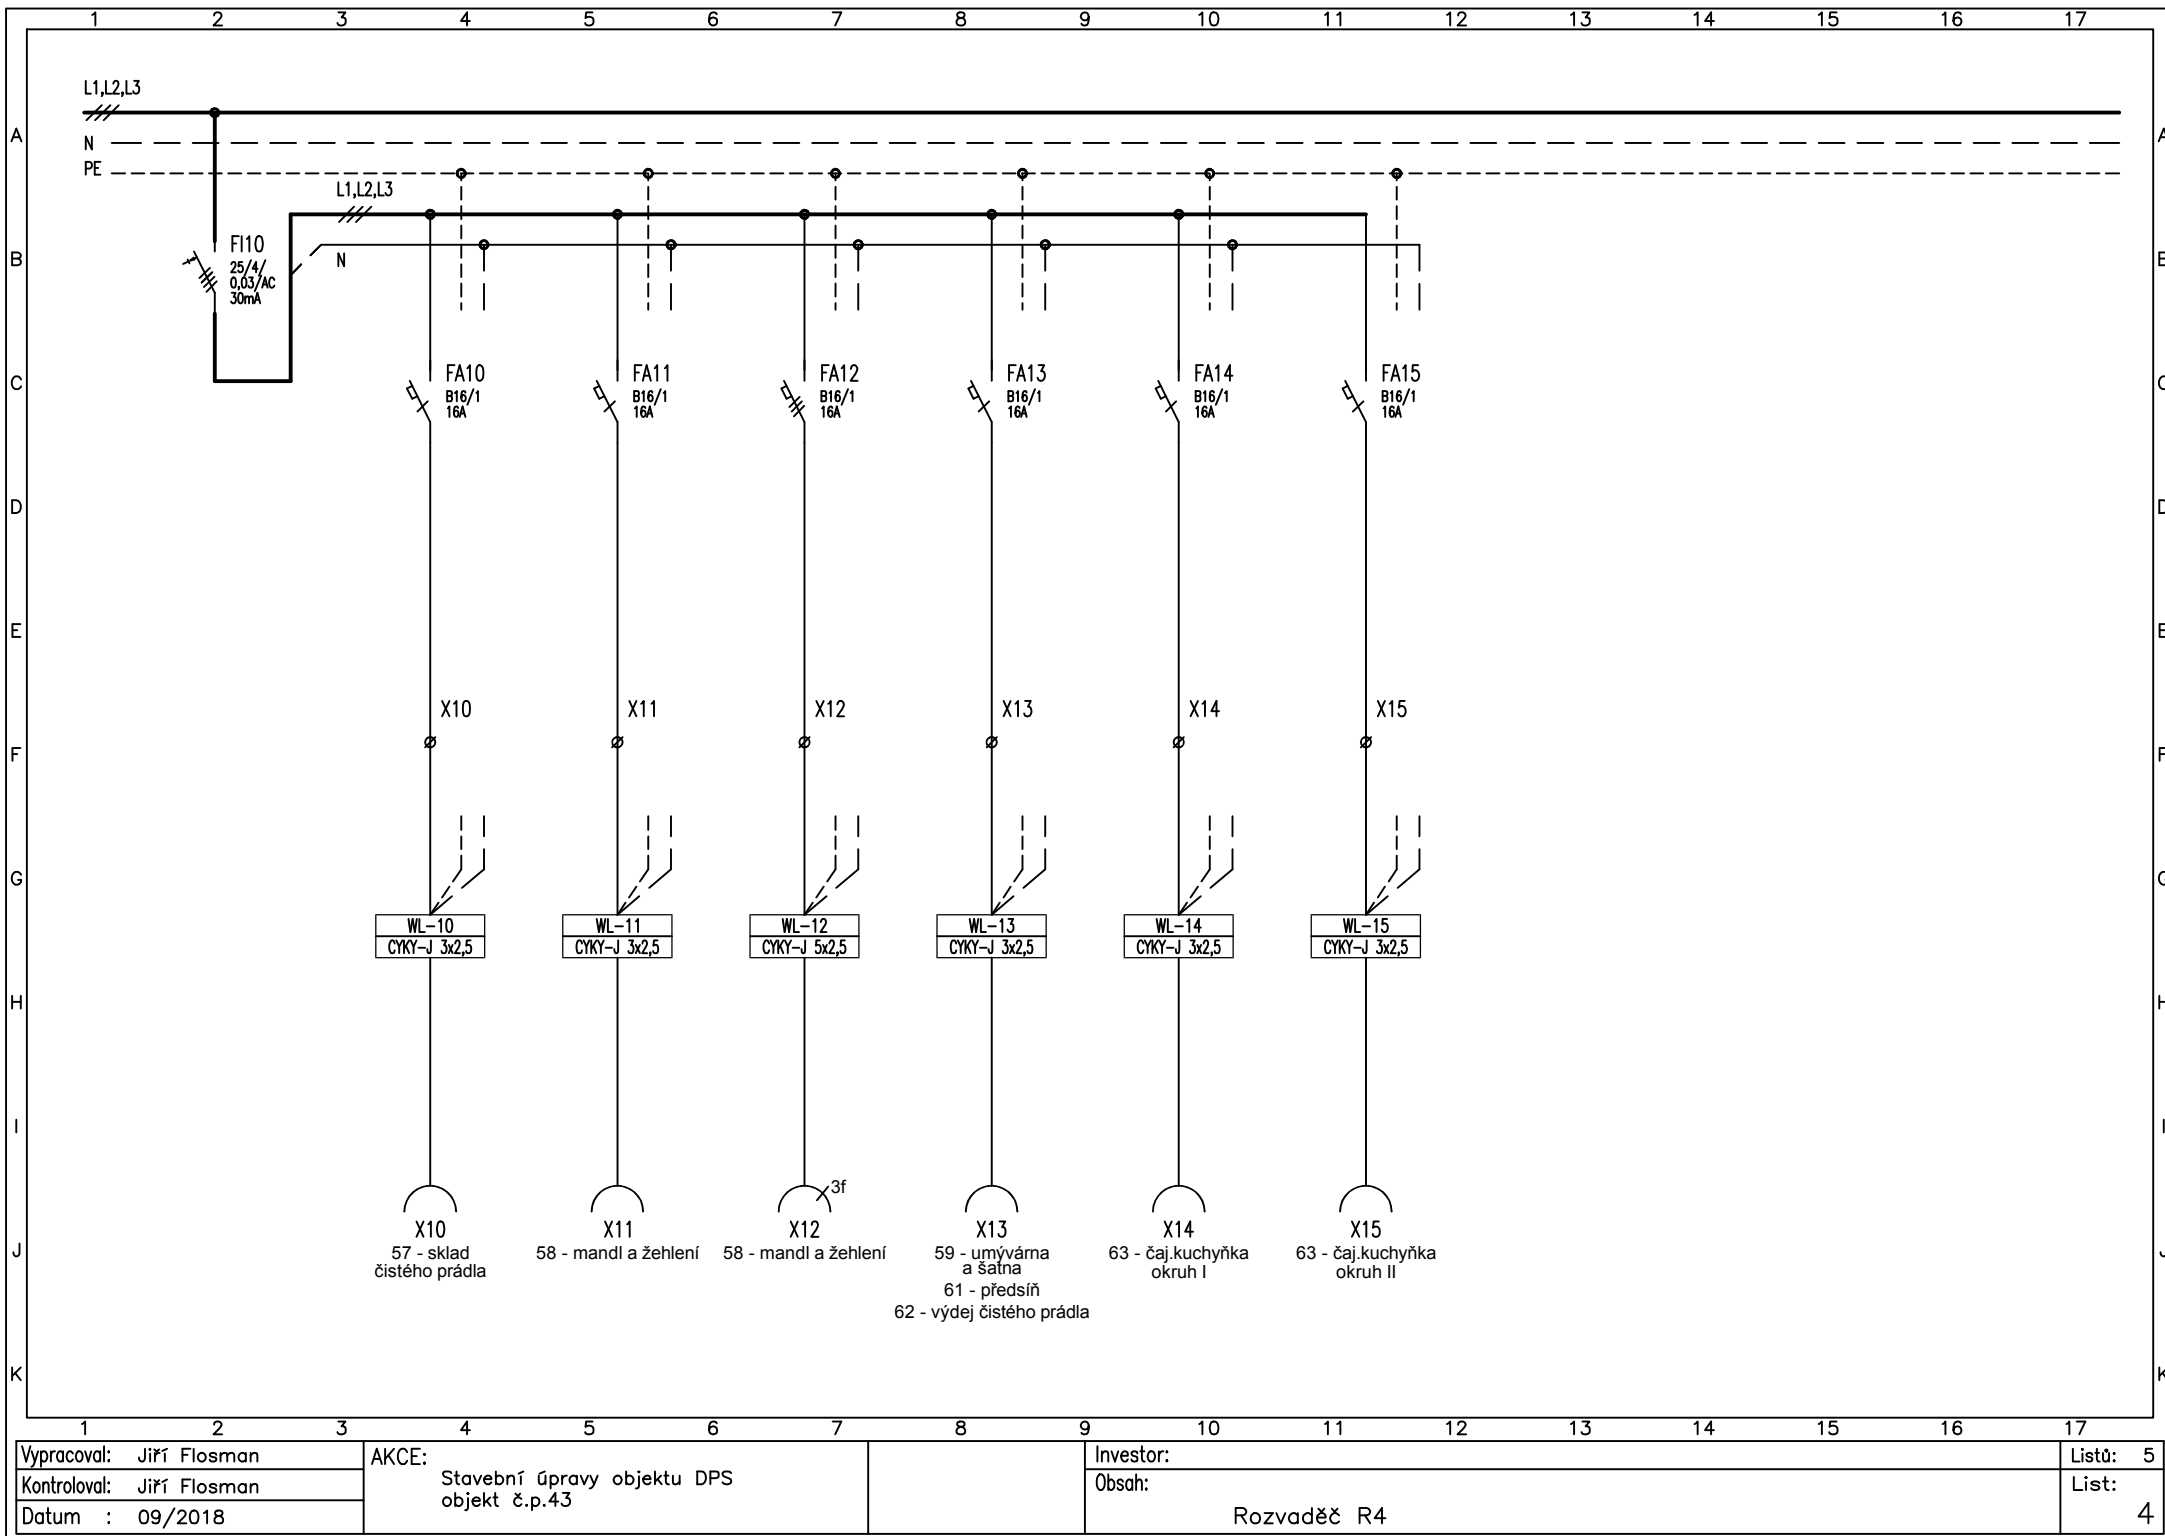 1 2 3 4 5 6 7 8 9 10 11 12 13 14 15 16 17
L1,L2,L3
A A
N
PE
L1,L2,L3
FI10
25/4/
0,03/AC
30mA
N
B B
C C
FA10
B16/1
16A
FA11
B16/1
16A
FA12
B16/1
16A
FA13
B16/1
16A
FA14
B16/1
16A
FA15
B16/1
16A
D D
E E
X10 X11 X12 X13 X14 X15
F F
G G
WL-10
CYKY-J 3x2,5
WL-11
CYKY-J 3x2,5
WL-12
CYKY-J 5x2,5
WL-13
CYKY-J 3x2,5
WL-14
CYKY-J 3x2,5
WL-15
CYKY-J 3x2,5
H H
I I
3f
J J
X10
57 - sklad
čistého prádla
X11
58 - mandl a žehlení
X12
58 - mandl a žehlení
X13
59 - umývárna
a šatna
61 - předsíň
62 - výdej čistého prádla
X14
63 - čaj.kuchyňka
okruh I
X15
63 - čaj.kuchyňka
okruh II
K K
1 2 3 4 5 6 7 8 9 10 11 12 13 14 15 16 17
Vypracoval: Jiří Flosman
Kontroloval: Jiří Flosman
Datum : 09/2018
AKCE:
Stavební úpravy objektu DPS
objekt č.p.43
Investor:
Obsah:
Rozvaděč R4
Listů: 5
List:
4